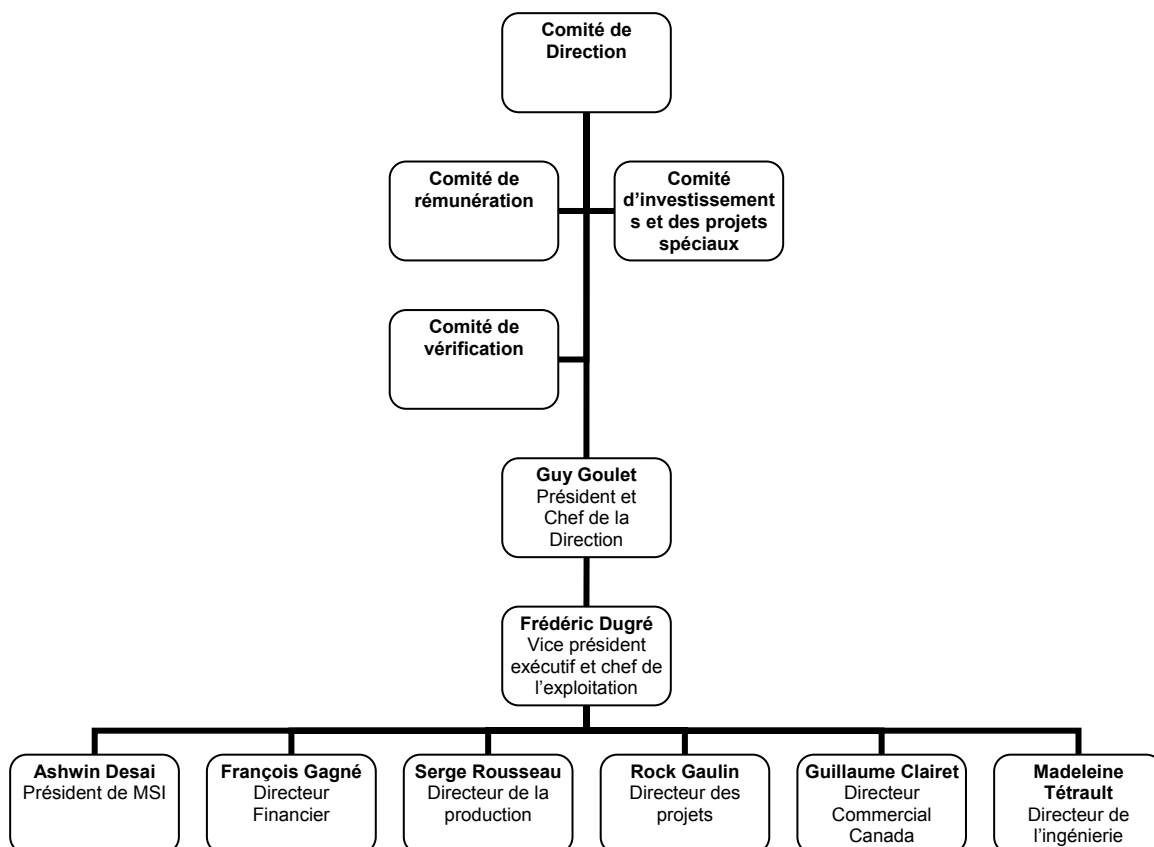 Comité de
Direction
Comité de
rémunération
Comité
d'investissement
s et des projets
spéciaux
Comité de
vérification
Guy Goulet
Président et
Chef de la
Direction
Frédéric Dugré
Vice président
exécutif et chef de
l'exploitation
Ashwin Desai
Président de MSI
François Gagné
Directeur
Financier
Serge Rousseau
Directeur de la
production
Rock Gaulin
Directeur des
projets
Guillaume Clairet
Directeur
Commercial
Canada
Madeleine
Tétrault
Directeur de
l'ingénierie